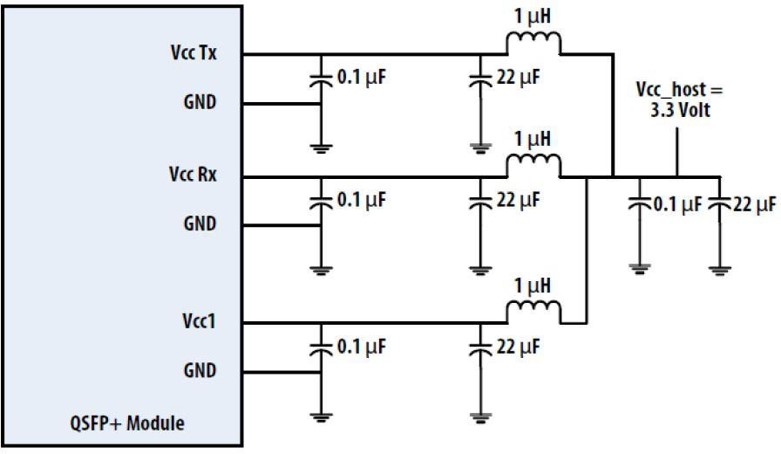 1 µH
Vcc Tx
0.1 µF
22 µF
GND
Vcc_host =
3.3 Volt
1 µH
Vcc Rx
0.1 µF
22 µF
0.1 µF
22 µF
GND
1 µH
Vcc1
0.1 µF
22 µF
GND
QSFP+ Module